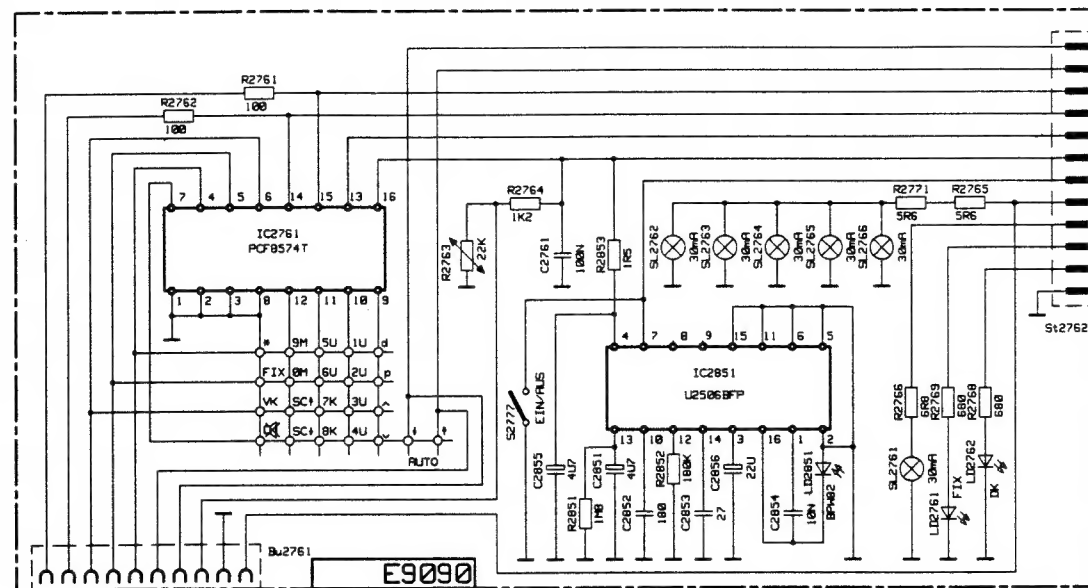 R2761
100
R2762
100
7 4 5 6 14 15 13 16
IC2761
PCF8574T
1 2 3 8 12 11 10 9
* 9M 5U 1U d
FIX 0M 6U 2U p
VK SC↑ 7K 3U ^
SC↓ 8K 4U
↓ ↑
AUTO
R2763
22K
R2764
1K2
C2761
100N
R2853
1R5
SL2762
30mA
SL2763
30mA
SL2764
30mA
SL2765
30mA
SL2766
30mA
R2771
5R6
R2765
5R6
St2762
4 7 8 9 15 11 6 5
IC2851
U2506BFP
13 10 12 14 3 16 1 2
S2777
EIN/AUS
C2855
4U7
R2851
1M8
C2851
4U7
C2852
180
R2852
180K
C2853
27
C2856
22U
C2854
10N
LD2851
BPW82
R2766
6R8
SL2761
30mA
R2769
680
LD2761
FIX
R2768
680
LD2762
DK
Bu2761
E9090